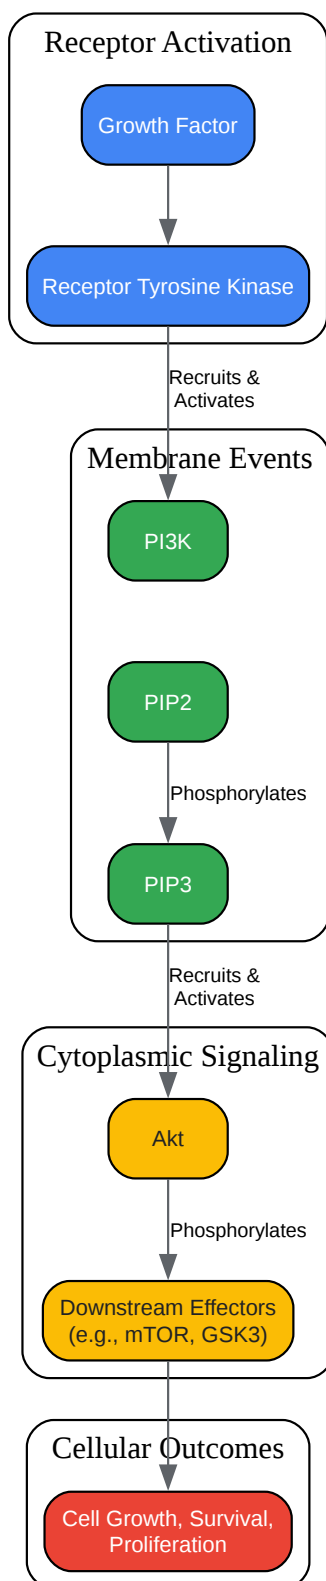 Receptor Activation
Growth Factor
Receptor Tyrosine Kinase
Recruits &
Activates
Membrane Events
PI3K
PIP2
Phosphorylates
PIP3
Recruits &
Activates
Cytoplasmic Signaling
Akt
Phosphorylates
Downstream Effectors
(e.g., mTOR, GSK3)
Cellular Outcomes
Cell Growth, Survival,
Proliferation